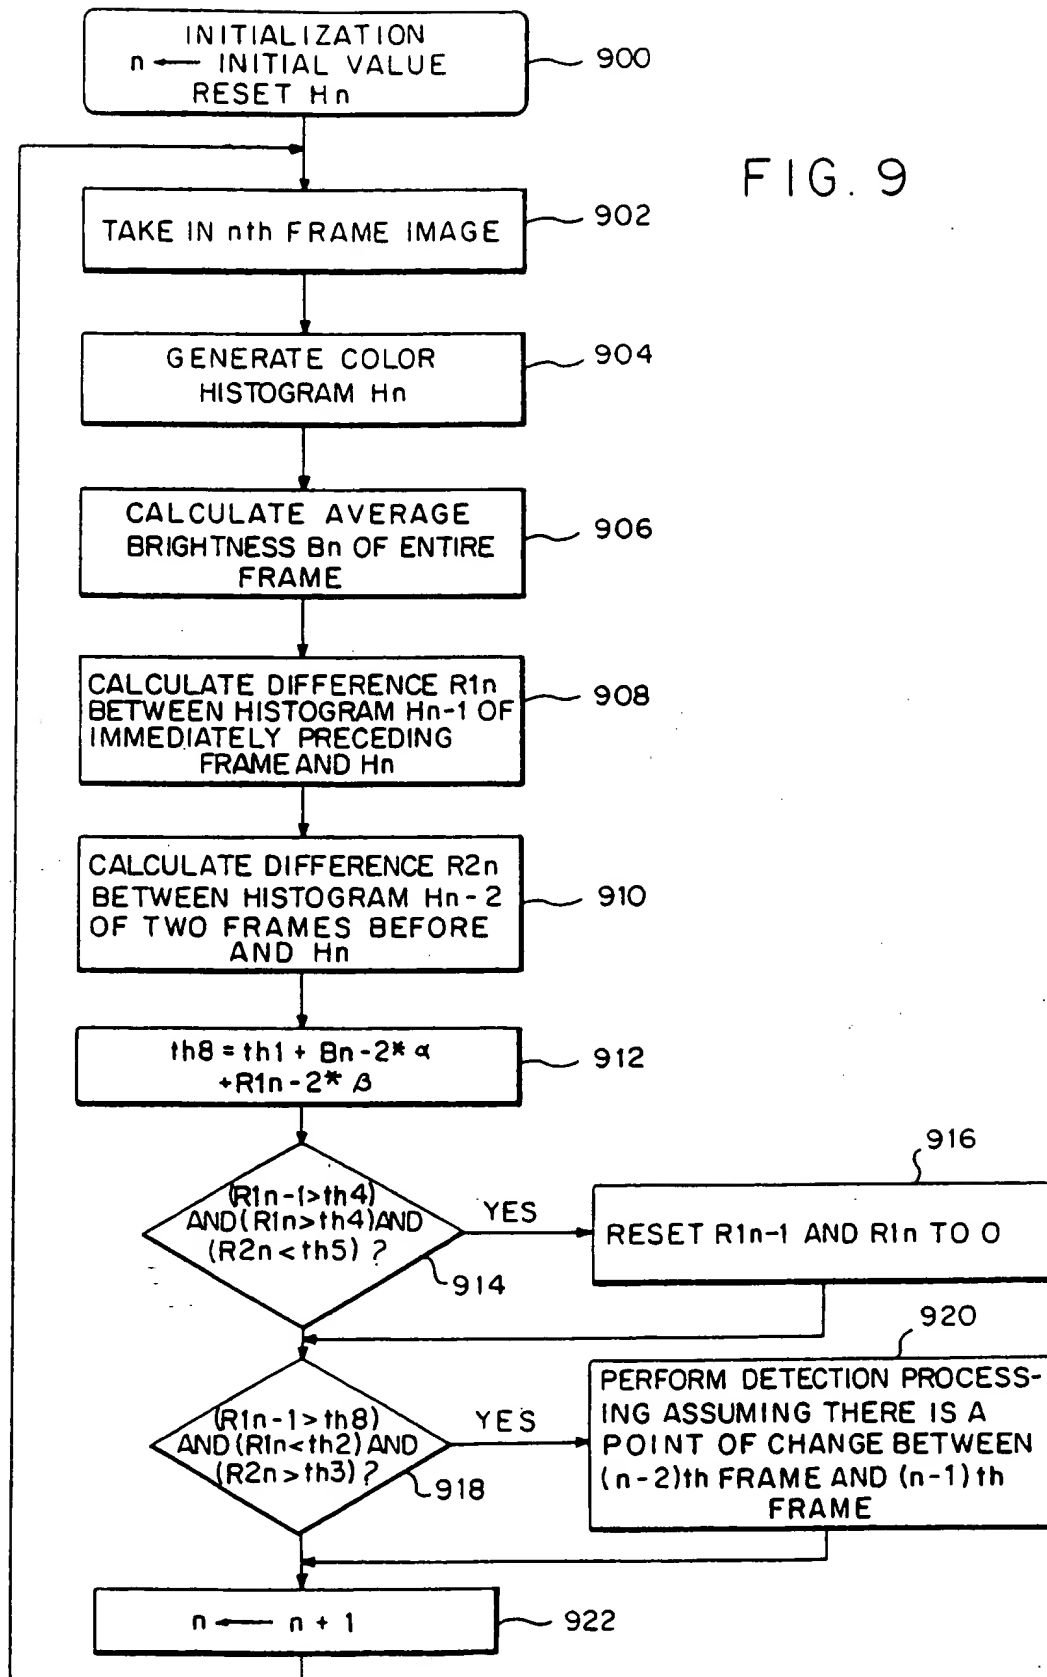 INITIALIZATION
n ← INITIAL VALUE
RESET Hn
900
FIG. 9
TAKE IN nth FRAME IMAGE
902
GENERATE COLOR
HISTOGRAM Hn
904
CALCULATE AVERAGE
BRIGHTNESS Bn OF ENTIRE
FRAME
906
CALCULATE DIFFERENCE R1n
BETWEEN HISTOGRAM Hn-1 OF
IMMEDIATELY PRECEDING
FRAME AND Hn
908
CALCULATE DIFFERENCE R2n
BETWEEN HISTOGRAM Hn-2
OF TWO FRAMES BEFORE
AND Hn
910
th8 = th1 + Bn-2* α
+R1n-2* β
912
(R1n-1>th4)
AND(R1n>th4)AND
(R2n<th5) ?
914
YES
916
RESET R1n-1 AND R1n TO 0
(R1n-1>th8)
AND(R1n<th2)AND
(R2n>th3) ?
918
YES
920
PERFORM DETECTION PROCESS-
ING ASSUMING THERE IS A
POINT OF CHANGE BETWEEN
(n-2)th FRAME AND (n-1)th
FRAME
n ← n + 1
922